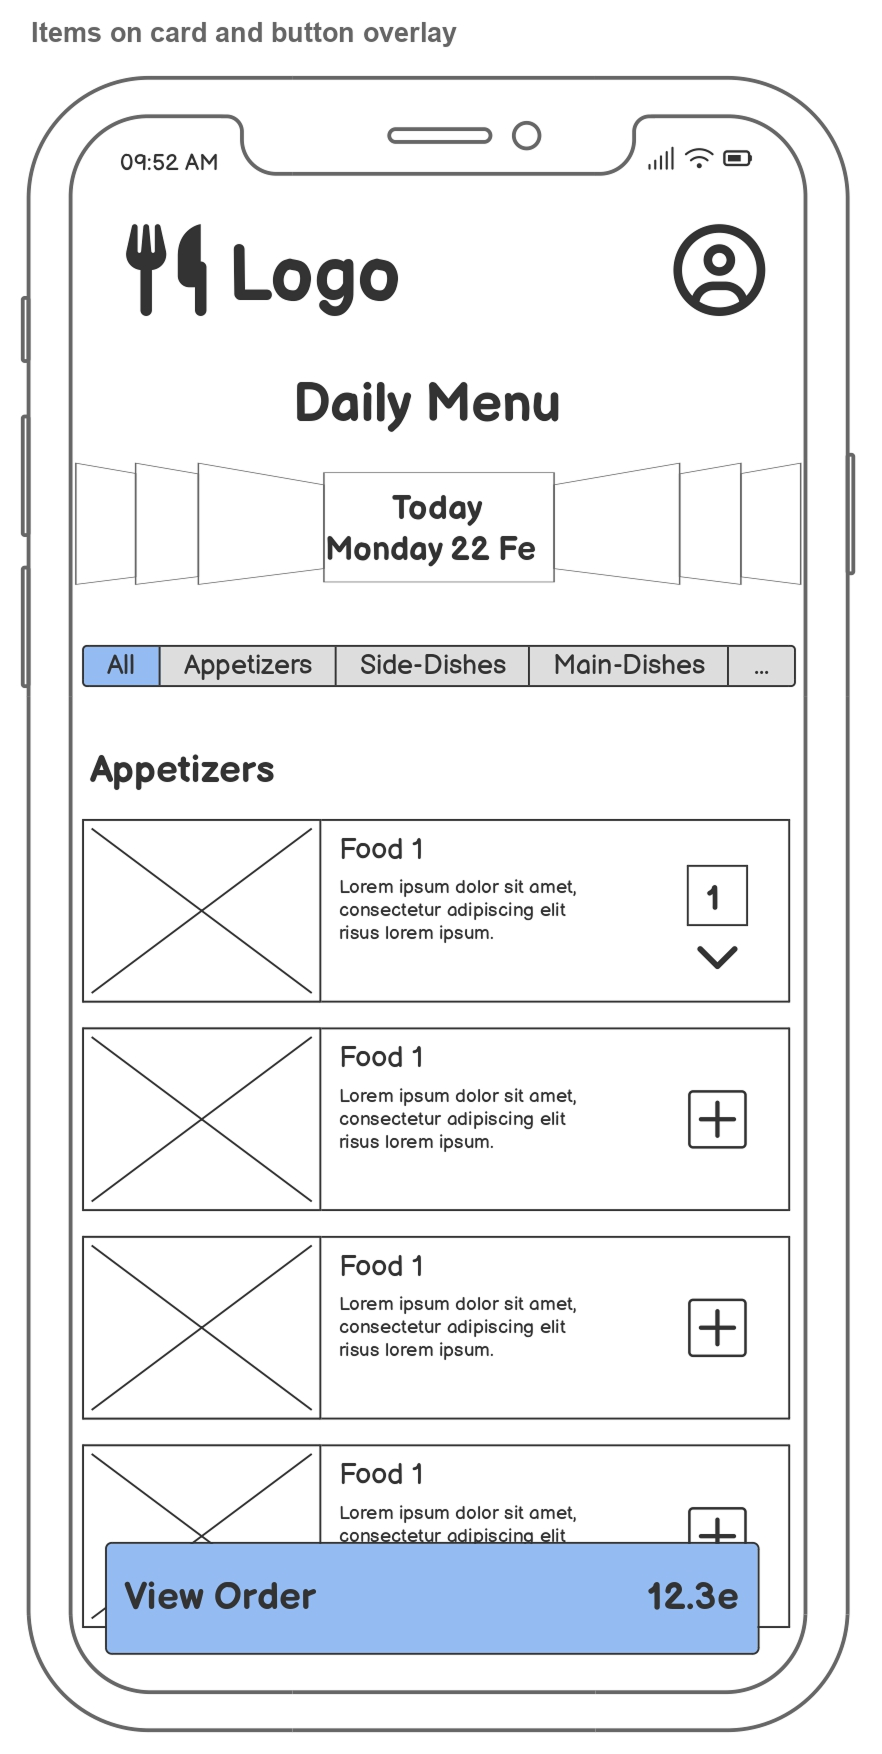 Items on card and button overlay
09:52 AM
Logo
Daily Menu
Today
Monday 22 Fe
All Appetizers Side-Dishes Main-Dishes ...
Appetizers
Food 1
Lorem ipsum dolor sit amet,
consectetur adipiscing elit
risus lorem ipsum.
1
Food 1
Lorem ipsum dolor sit amet,
consectetur adipiscing elit
risus lorem ipsum.
Food 1
Lorem ipsum dolor sit amet,
consectetur adipiscing elit
risus lorem ipsum.
Food 1
Lorem ipsum dolor sit amet,
consectetur adipiscing elit
View Order 12.3e